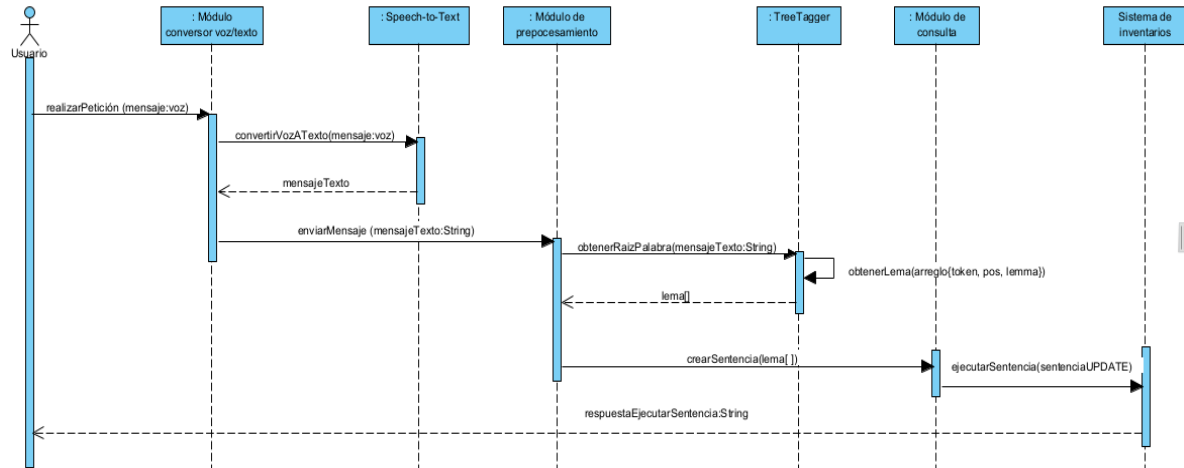 Usuario
: Módulo
conversor voz/texto
: Speech-to-Text
: Módulo de
prepocesamiento
: TreeTagger
: Módulo de
consulta
Sistema de
inventarios
realizarPetición (mensaje:voz)
convertirVozATexto(mensaje:voz)
mensajeTexto
enviarMensaje (mensajeTexto:String)
obtenerRaizPalabra(mensajeTexto:String)
obtenerLema(arreglo{token, pos, lemma})
lema[]
crearSentencia(lema[ ])
ejecutarSentencia(sentenciaUPDATE)
respuestaEjecutarSentencia:String